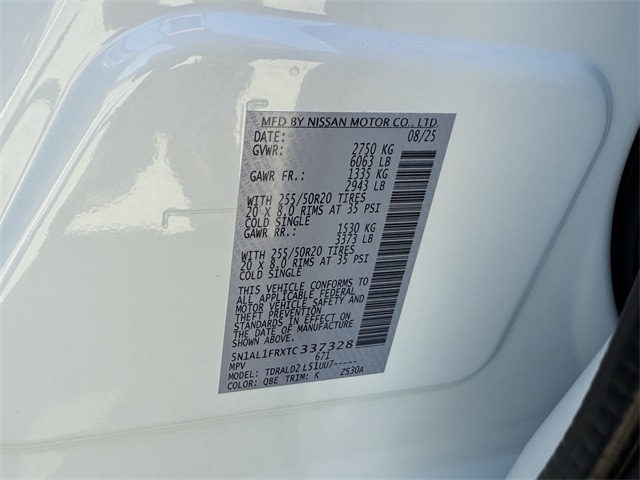 MFD BY NISSAN MOTOR CO., LTD.
DATE: 08/25
GVWR: 2750 KG
6063 LB
GAWR FR.: 1335 KG
2943 LB
WITH 255/50R20 TIRES
20 X 8.0 RIMS AT 35 PSI
COLD SINGLE
GAWR RR.: 1530 KG
3373 LB
WITH 255/50R20 TIRES
20 X 8.0 RIMS AT 35 PSI
COLD SINGLE
THIS VEHICLE CONFORMS TO
ALL APPLICABLE FEDERAL
MOTOR VEHICLE SAFETY AND
THEFT PREVENTION
STANDARDS IN EFFECT ON
THE DATE OF MANUFACTURE
SHOWN ABOVE.
5N1AL1FRXTC337328
MPV 671
MODEL: TDRALD2 L51UU7-----
COLOR: QBE TRIM: K ZS30A